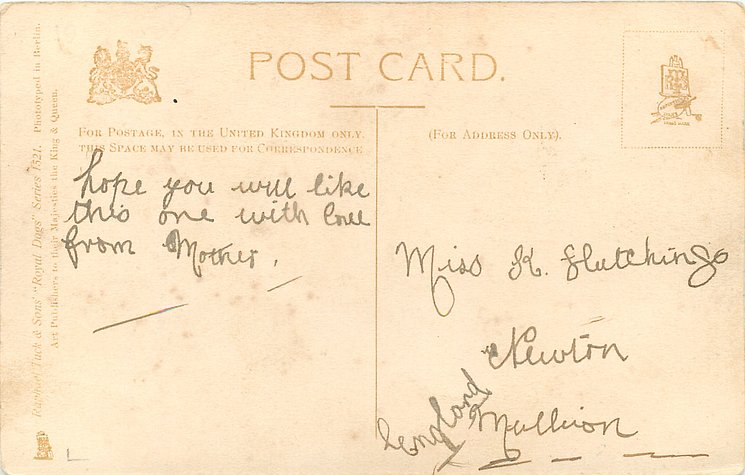 POST CARD.
FOR POSTAGE, IN THE UNITED KINGDOM ONLY,
THIS SPACE MAY BE USED FOR CORRESPONDENCE
(FOR ADDRESS ONLY).
hope you will like
this one with love
from Mother.
Miss K. Hutchings
Newton
Mullion
England
Raphael Tuck & Sons' "Royal Dogs" Series 1521. Phototyped in Berlin.
Art Publishers to their Majesties the King & Queen.